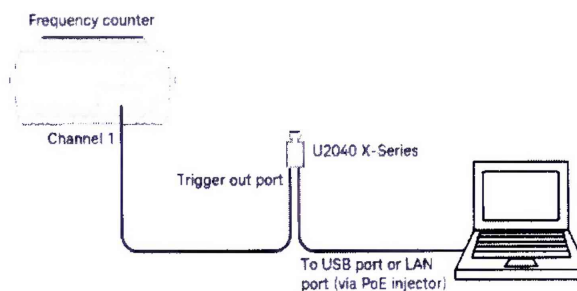 Frequency counter
Channel 1
U2040 X-Series
Trigger out port
To USB port or LAN
port (via PoE injector)